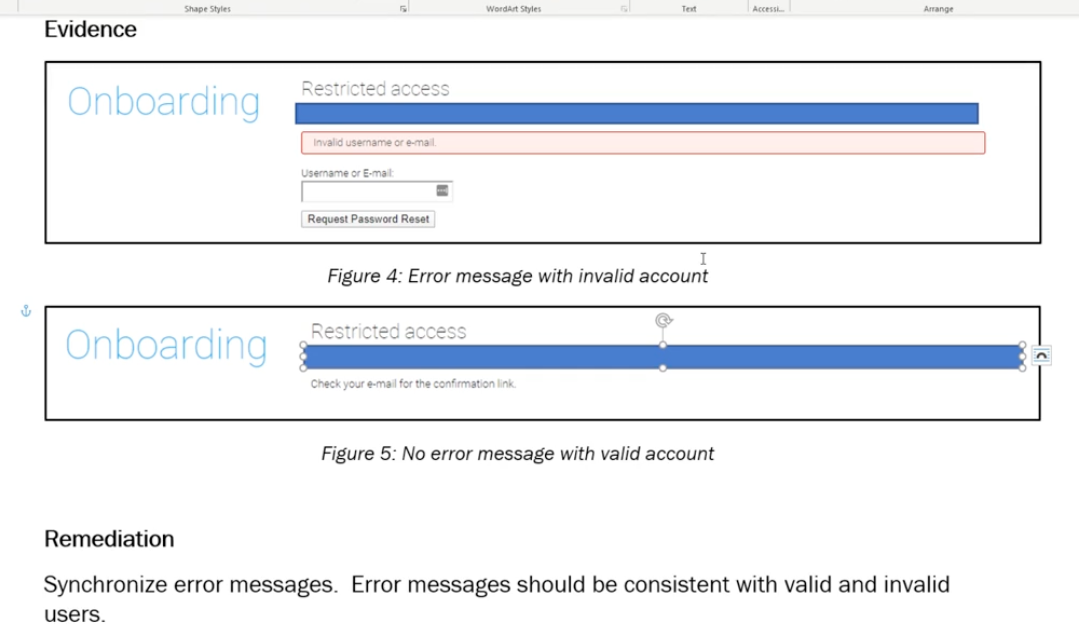 Shape Styles WordArt Styles Text Accessi... Arrange
Evidence
Onboarding
Restricted access
Invalid username or e-mail.
Username or E-mail:
Request Password Reset
Figure 4: Error message with invalid account
Onboarding
Restricted access
Check your e-mail for the confirmation link.
Figure 5: No error message with valid account
Remediation
Synchronize error messages.  Error messages should be consistent with valid and invalid
users.